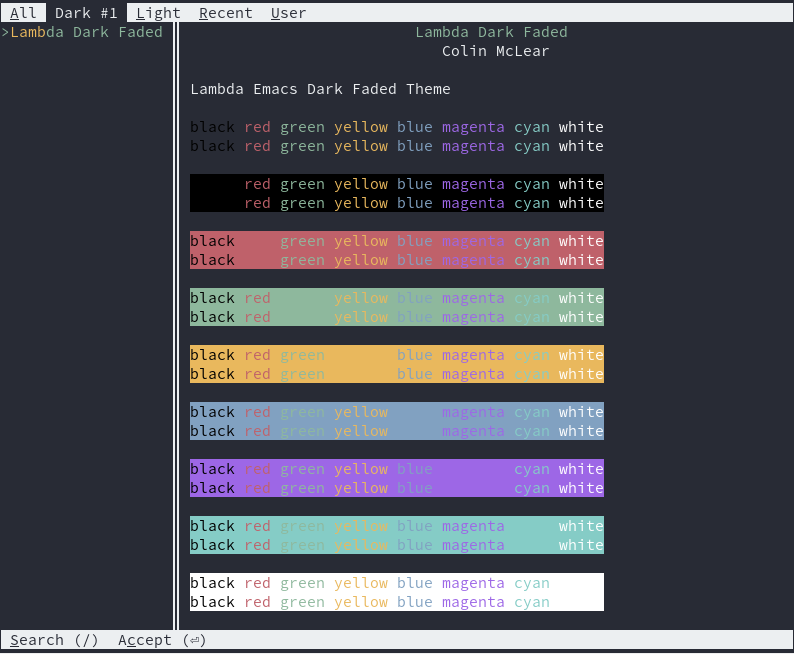 All Dark #1 Light Recent User
>Lambda Dark Faded
Lambda Dark Faded
Colin McLear
Lambda Emacs Dark Faded Theme
black red green yellow blue magenta cyan white
black red green yellow blue magenta cyan white
red green yellow blue magenta cyan white
red green yellow blue magenta cyan white
black green yellow blue magenta cyan white
black green yellow blue magenta cyan white
black red yellow blue magenta cyan white
black red yellow blue magenta cyan white
black red green blue magenta cyan white
black red green blue magenta cyan white
black red green yellow magenta cyan white
black red green yellow magenta cyan white
black red green yellow blue cyan white
black red green yellow blue cyan white
black red green yellow blue magenta white
black red green yellow blue magenta white
black red green yellow blue magenta cyan
black red green yellow blue magenta cyan
Search (/) Accept (⏎)